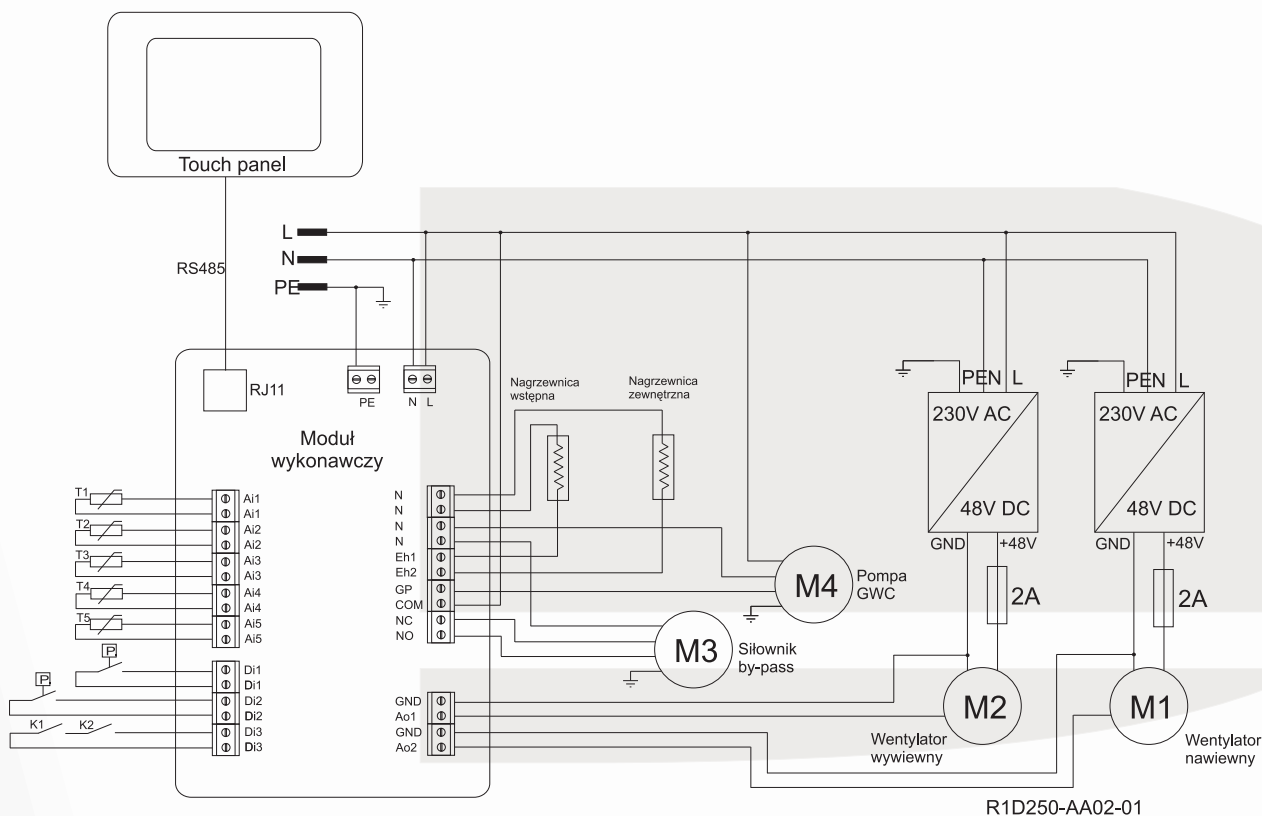 Touch panel
RS485
L
N
PE
RJ11
PE
N L
Moduł
wykonawczy
Nagrzewnica
wstępna
Nagrzewnica
zewnętrzna
PEN L
230V AC
48V DC
GND +48V
2A
PEN L
230V AC
48V DC
GND +48V
2A
T1
T2
T3
T4
T5
P
P
K1 K2
Ai1
Ai1
Ai2
Ai2
Ai3
Ai3
Ai4
Ai4
Ai5
Ai5
Di1
Di1
Di2
Di2
Di3
Di3
N
N
N
N
Eh1
Eh2
GP
COM
NC
NO
GND
Ao1
GND
Ao2
M4
Pompa
GWC
M3
Siłownik
by-pass
M2
Wentylator
wywiewny
M1
Wentylator
nawiewny
R1D250-AA02-01